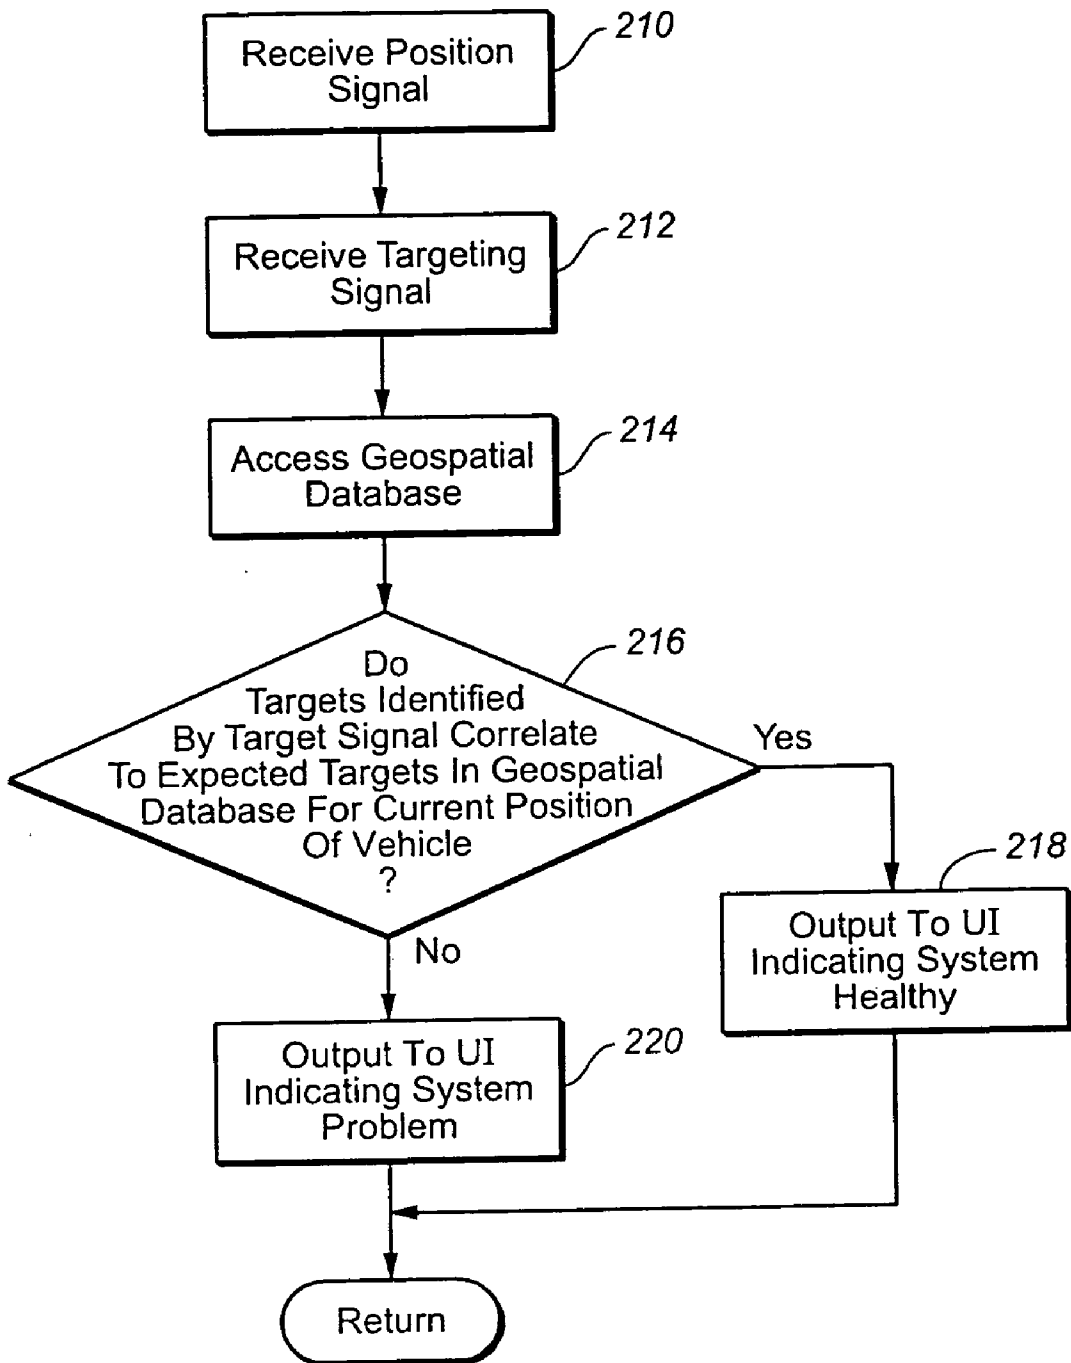 210
Receive Position
Signal
212
Receive Targeting
Signal
214
Access Geospatial
Database
216
Do
Targets Identified
By Target Signal Correlate
To Expected Targets In Geospatial
Database For Current Position
Of Vehicle
?
Yes
No
218
Output To UI
Indicating System
Healthy
220
Output To UI
Indicating System
Problem
Return